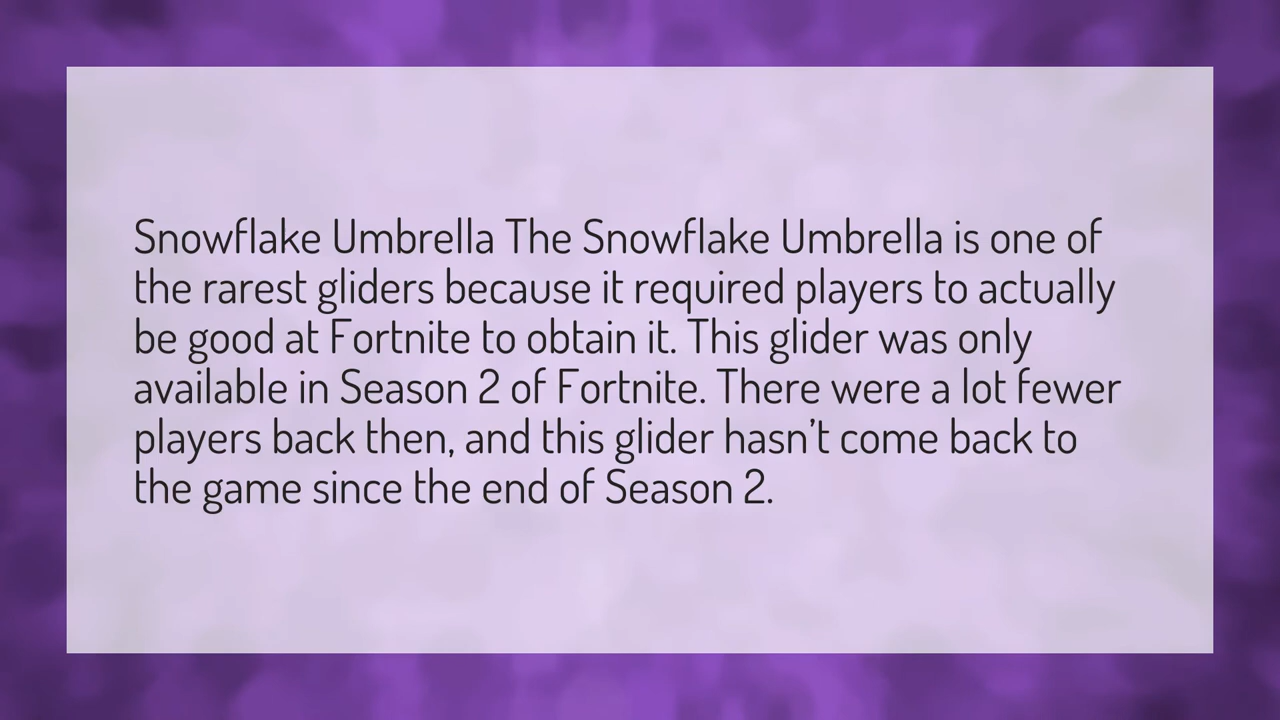 Snowflake Umbrella The Snowflake Umbrella is one of
the rarest gliders because it required players to actually
be good at Fortnite to obtain it. This glider was only
available in Season 2 of Fortnite. There were a lot fewer
players back then, and this glider hasn’t come back to
the game since the end of Season 2.